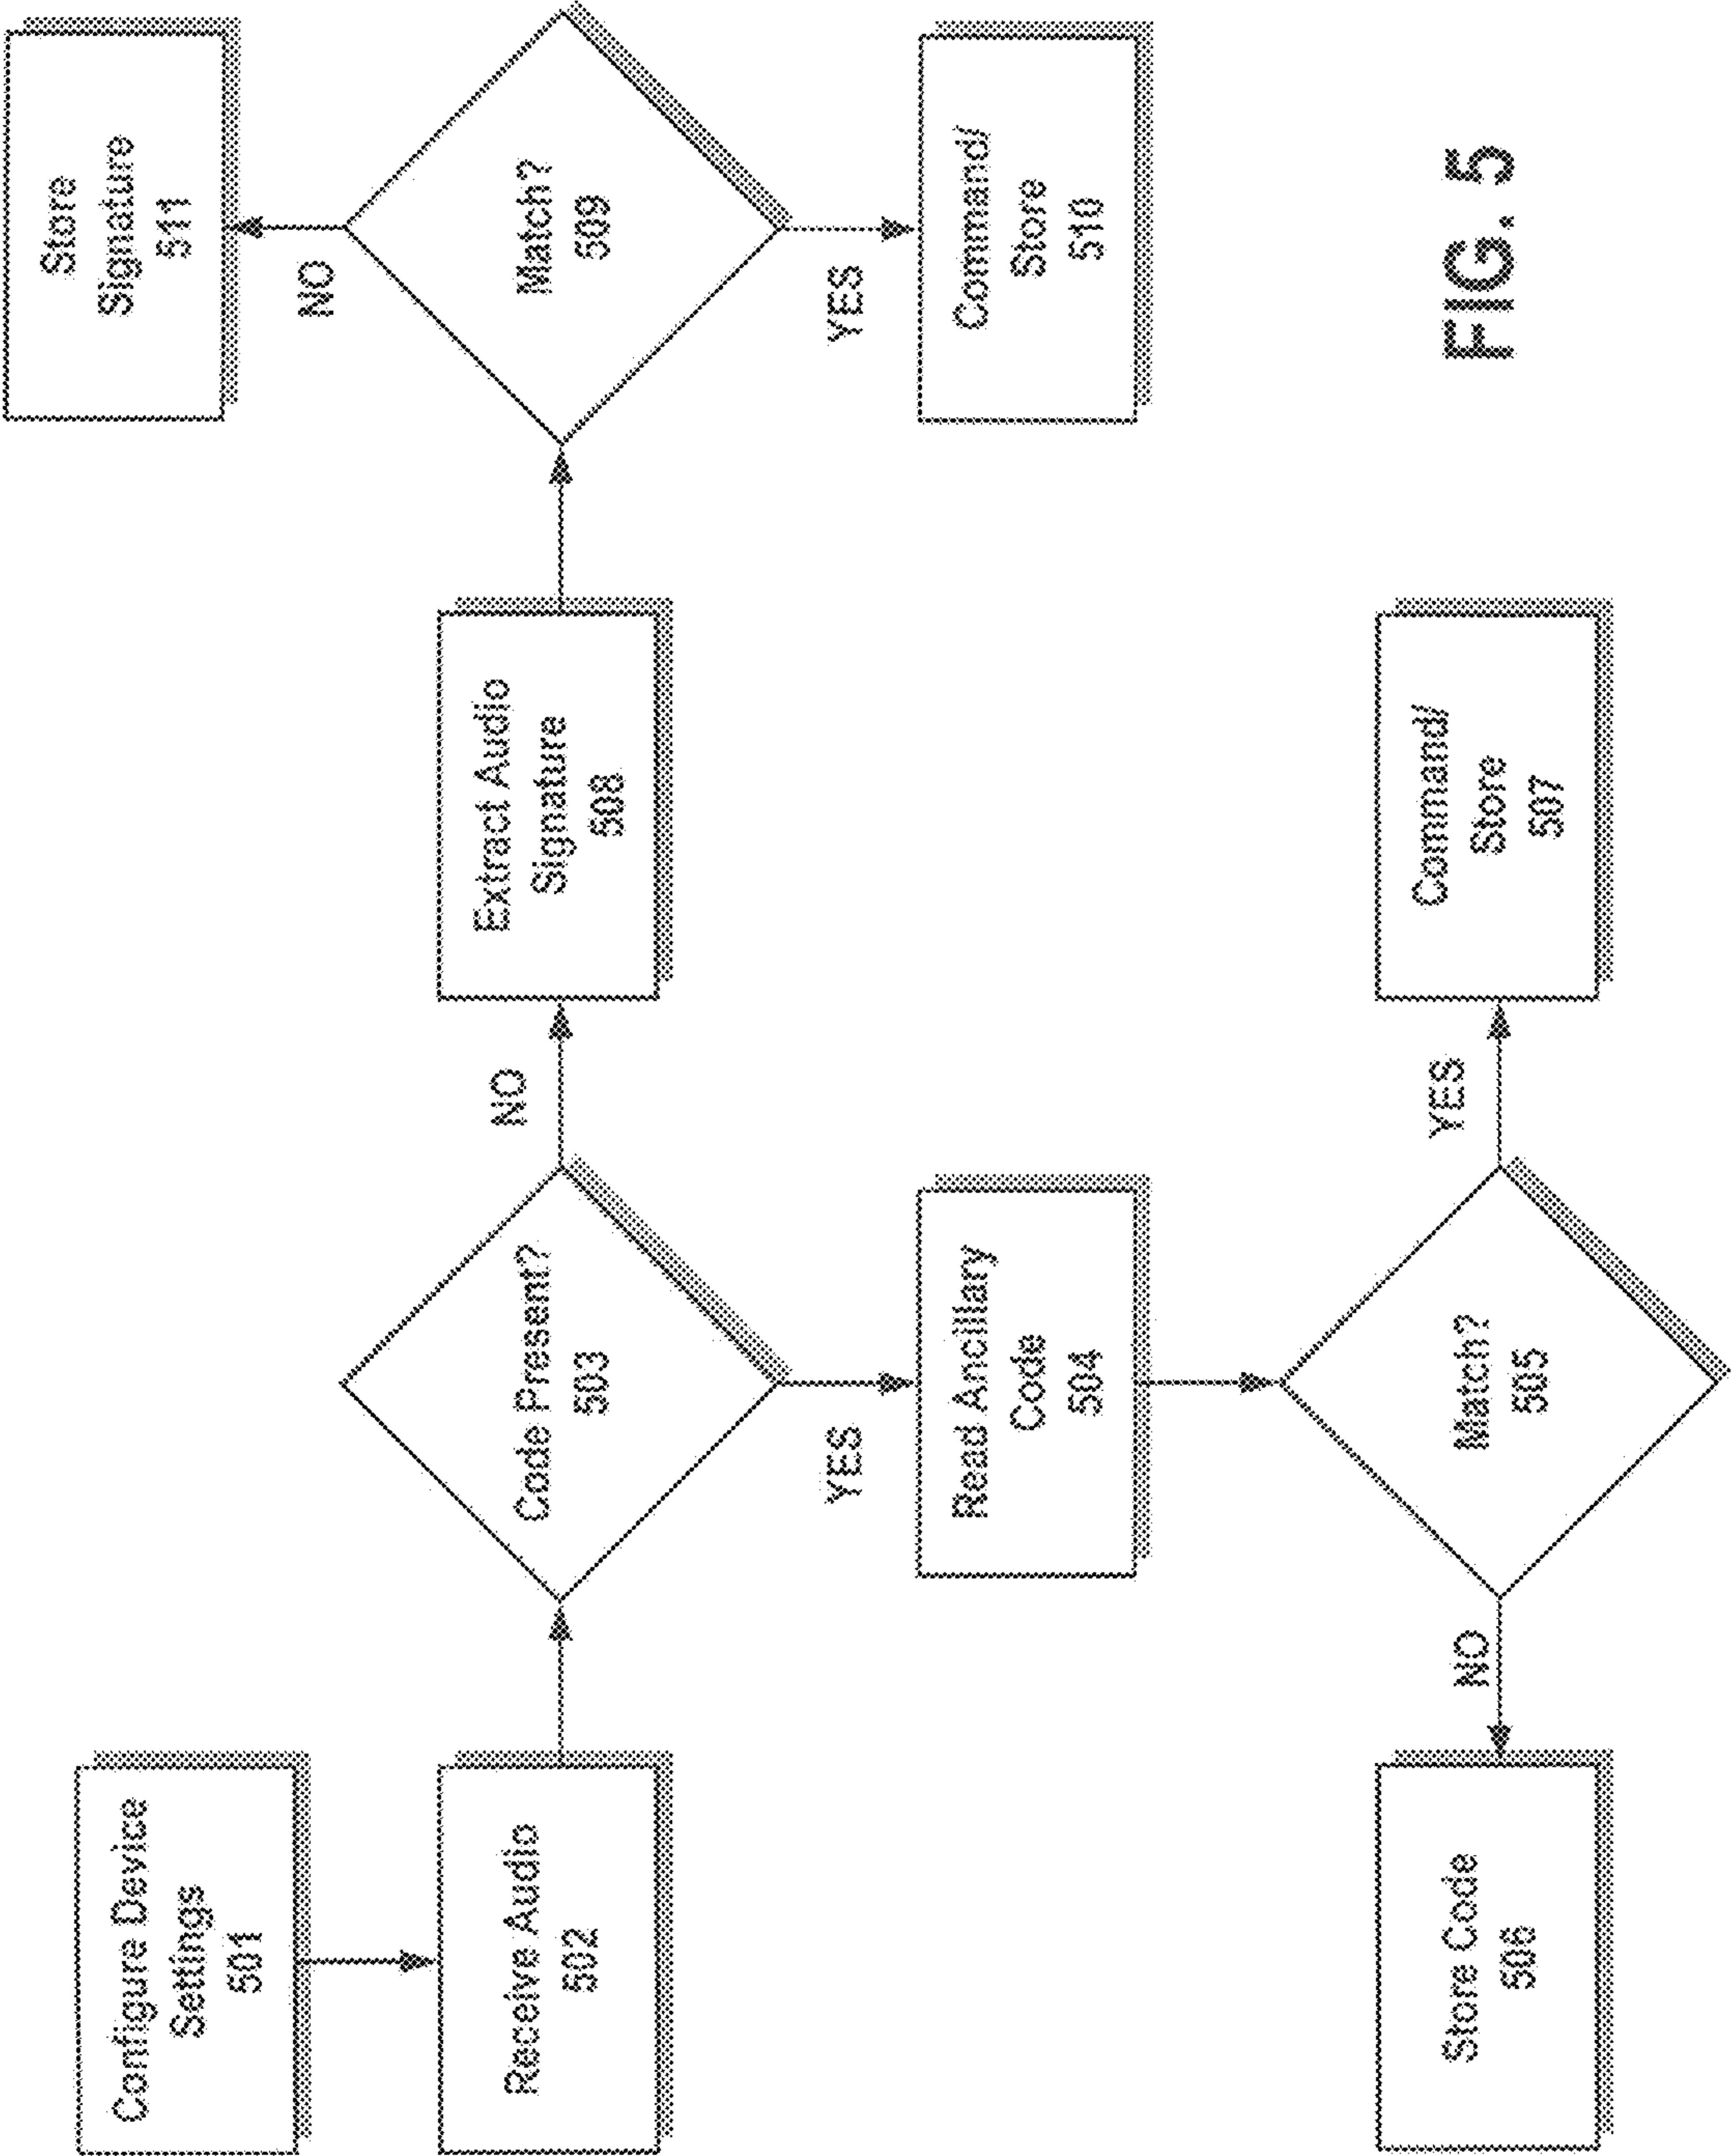 Configure Device
Settings
501
Receive Audio
502
Code Present?
503
NO
YES
Read Ancillary
Code
504
Match?
505
NO
YES
Store Code
506
Command/
Store
507
Extract Audio
Signature
508
Match?
509
NO
YES
Store
Signature
511
Command/
Store
510
FIG. 5